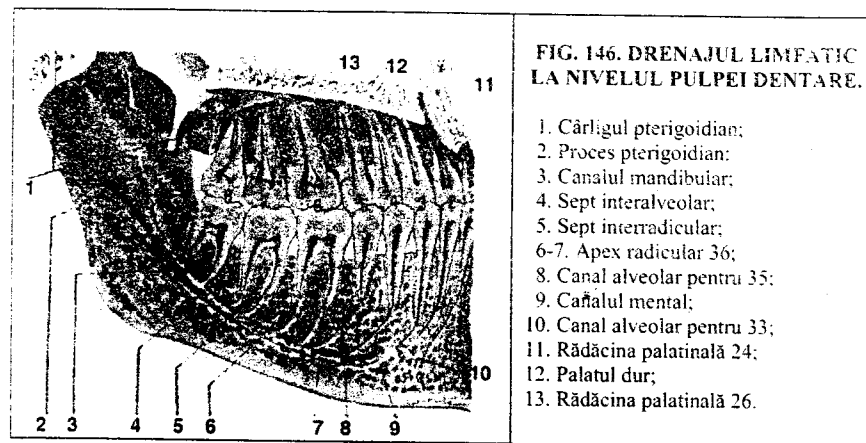 13 12
11
1
2 3 4 5 6 7 8 9
10
FIG. 146. DRENAJUL LIMFATIC
LA NIVELUL PULPEI DENTARE.
1. Cârligul pterigoidian;
2. Proces pterigoidian;
3. Canalul mandibular;
4. Sept interalveolar;
5. Sept interradicular;
6-7. Apex radicular 36;
8. Canal alveolar pentru 35;
9. Canalul mental;
10. Canal alveolar pentru 33;
11. Rădăcina palatinală 24;
12. Palatul dur;
13. Rădăcina palatinală 26.